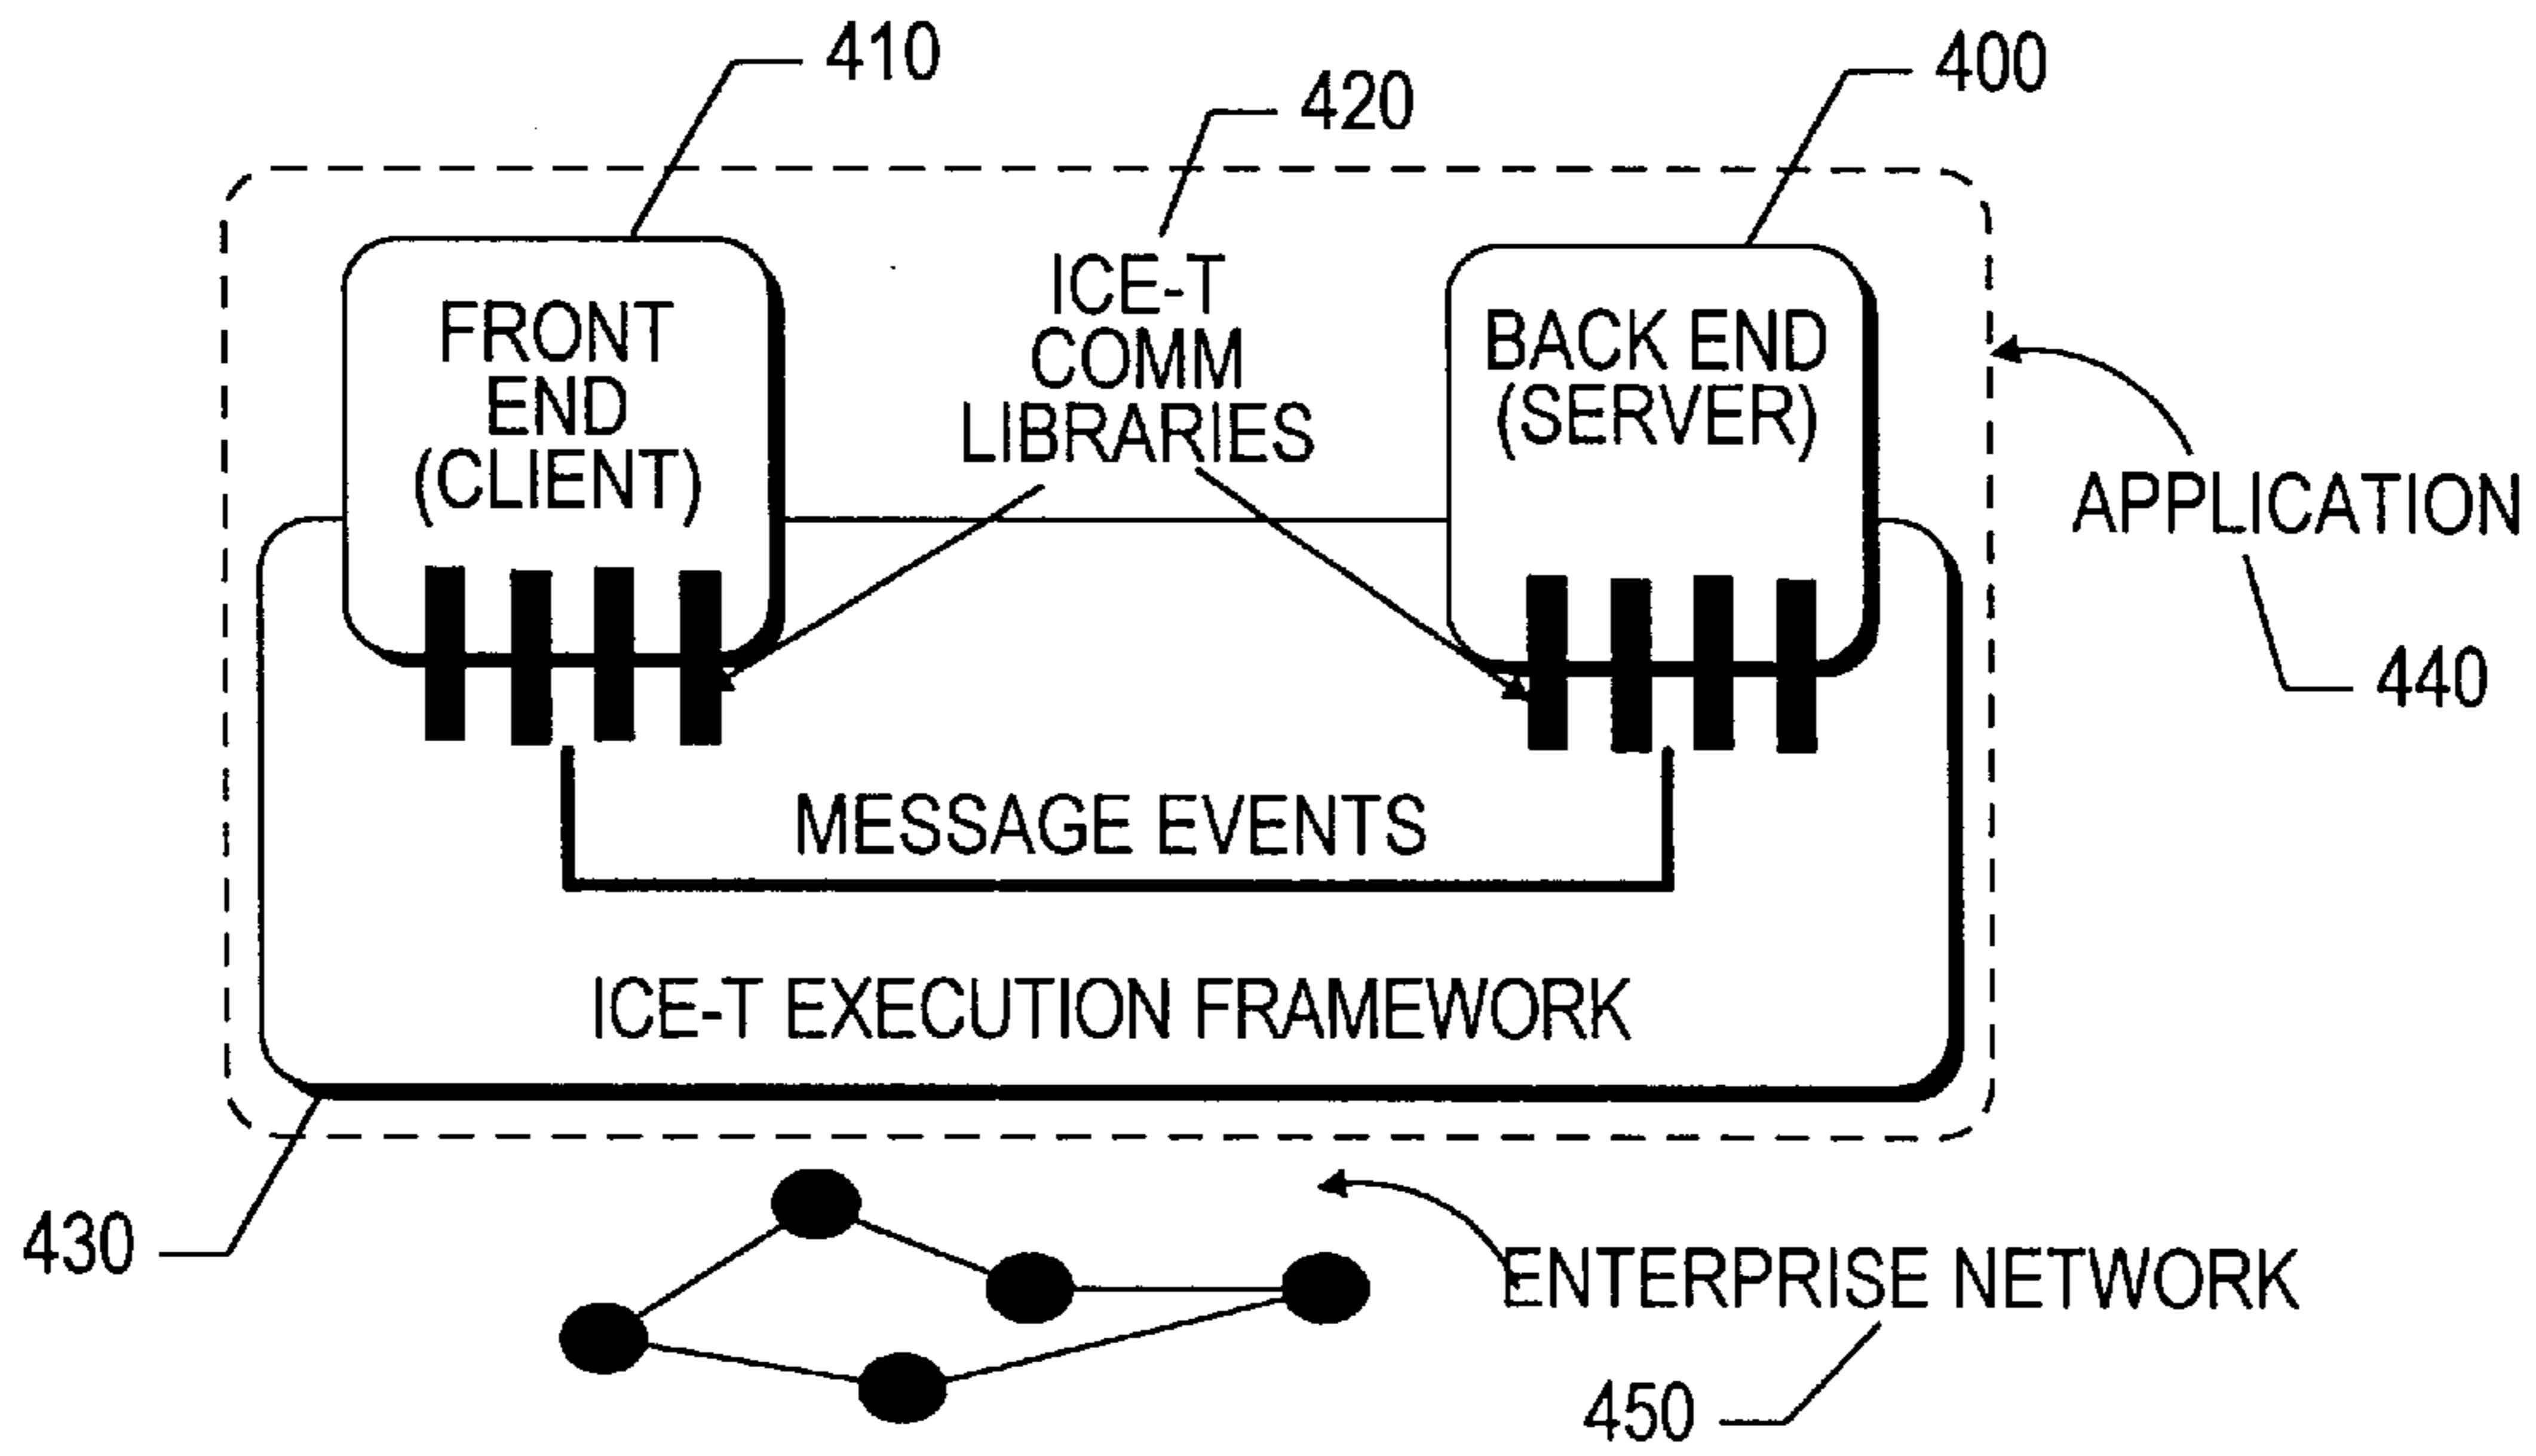 410
420
400
FRONT
END
(CLIENT)
ICE-T
COMM
LIBRARIES
BACK END
(SERVER)
APPLICATION
440
MESSAGE EVENTS
ICE-T EXECUTION FRAMEWORK
430
ENTERPRISE NETWORK
450